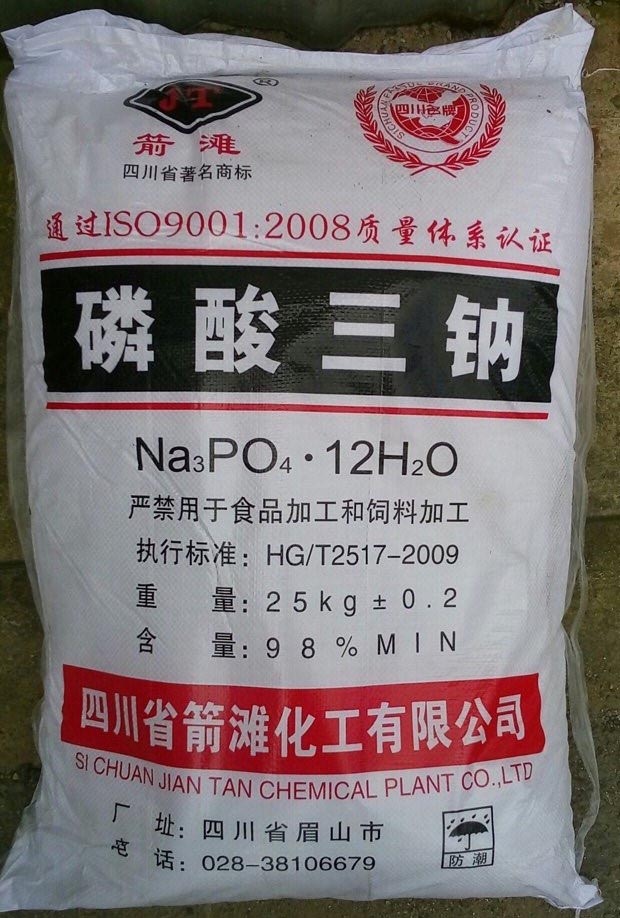 JT ®
箭滩
四川省著名商标
四川名牌
通过ISO9001:2008质量体系认证
磷酸三钠
Na₃PO₄·12H₂O
严禁用于食品加工和饲料加工
执行标准：HG/T2517-2009
重 量：25kg±0.2
含 量：98%MIN
四川省箭滩化工有限公司
SI CHUAN JIAN TAN CHEMICAL PLANT CO.,LTD
厂 址：四川省眉山市
电 话：028-38106679
防潮